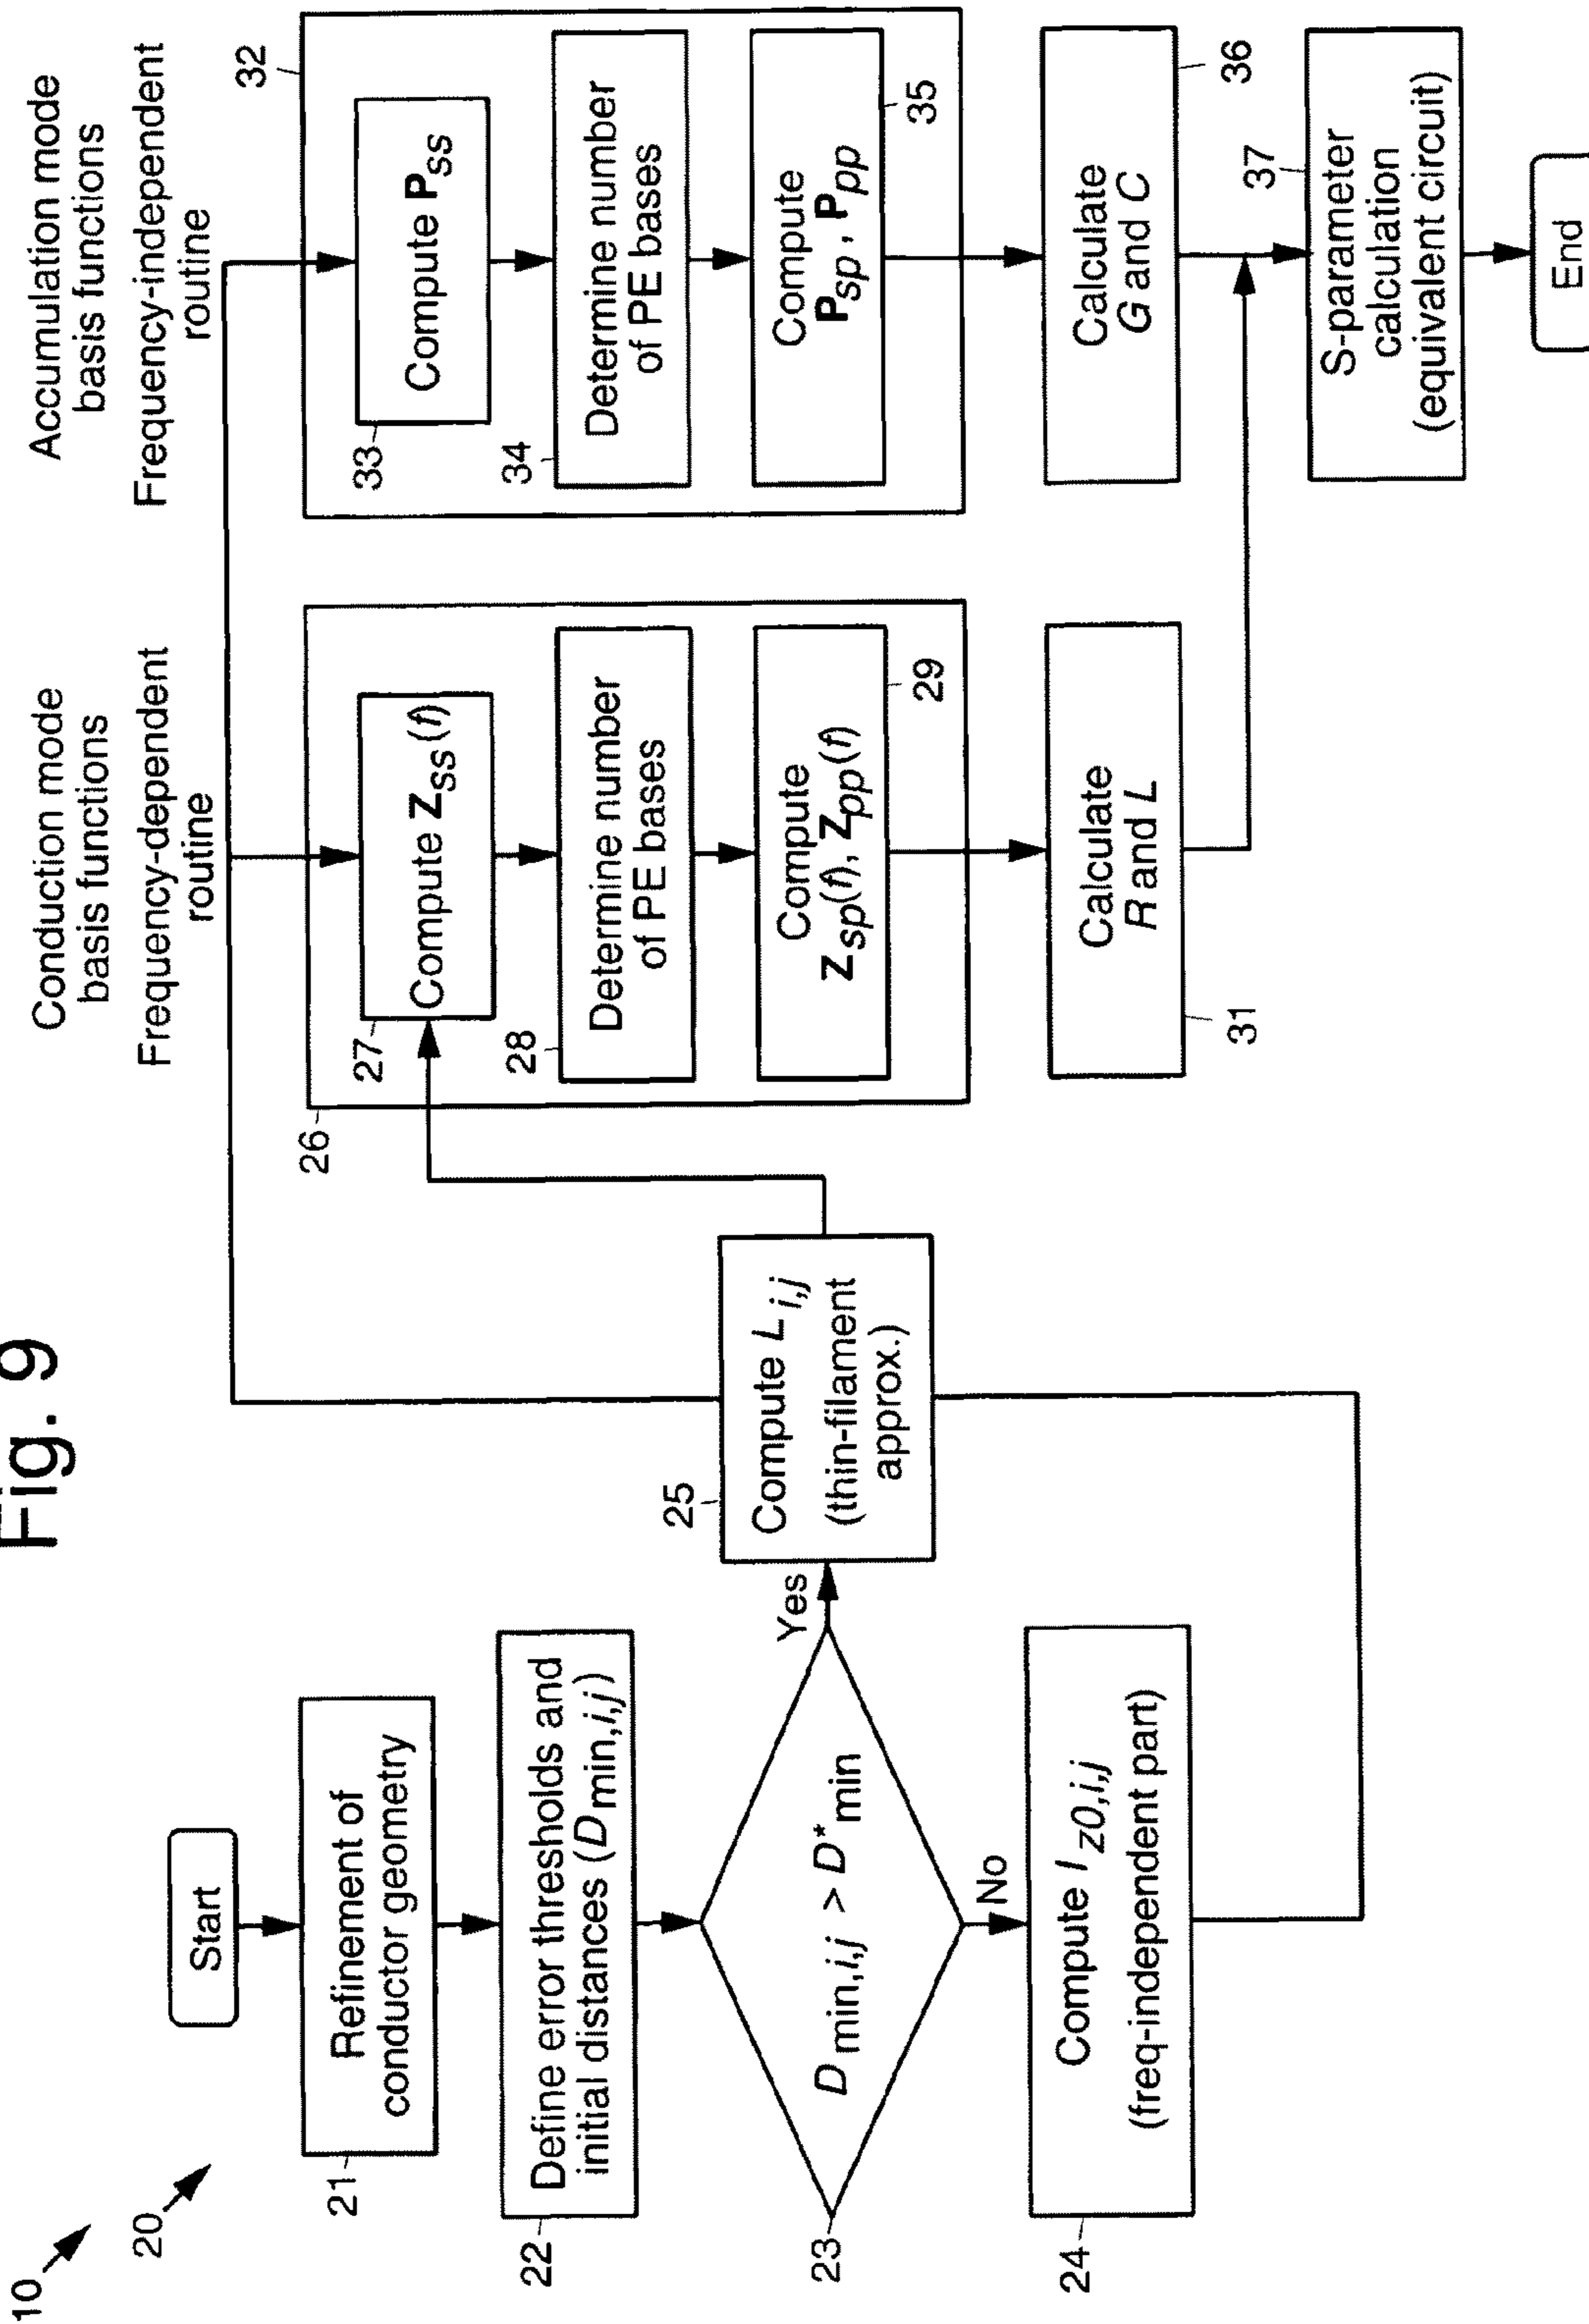 Fig. 9
10
20
Start
21
Refinement of
conductor geometry
22
Define error thresholds and
initial distances (Dmin,i,j)
23
Dmin,i,j > D*min
Yes
No
24
Compute Iz0,i,j
(freq-independent part)
25
Compute Li,j
(thin-filament
approx.)
Conduction mode
basis functions
Frequency-dependent
routine
26
27
Compute Zss(f)
28
Determine number
of PE bases
Compute
Zsp(f), Zpp(f)
29
Calculate
R and L
31
Accumulation mode
basis functions
Frequency-independent
routine
32
33
Compute Pss
34
Determine number
of PE bases
Compute
Psp, Ppp
35
Calculate
G and C
36
37
S-parameter
calculation
(equivalent circuit)
End